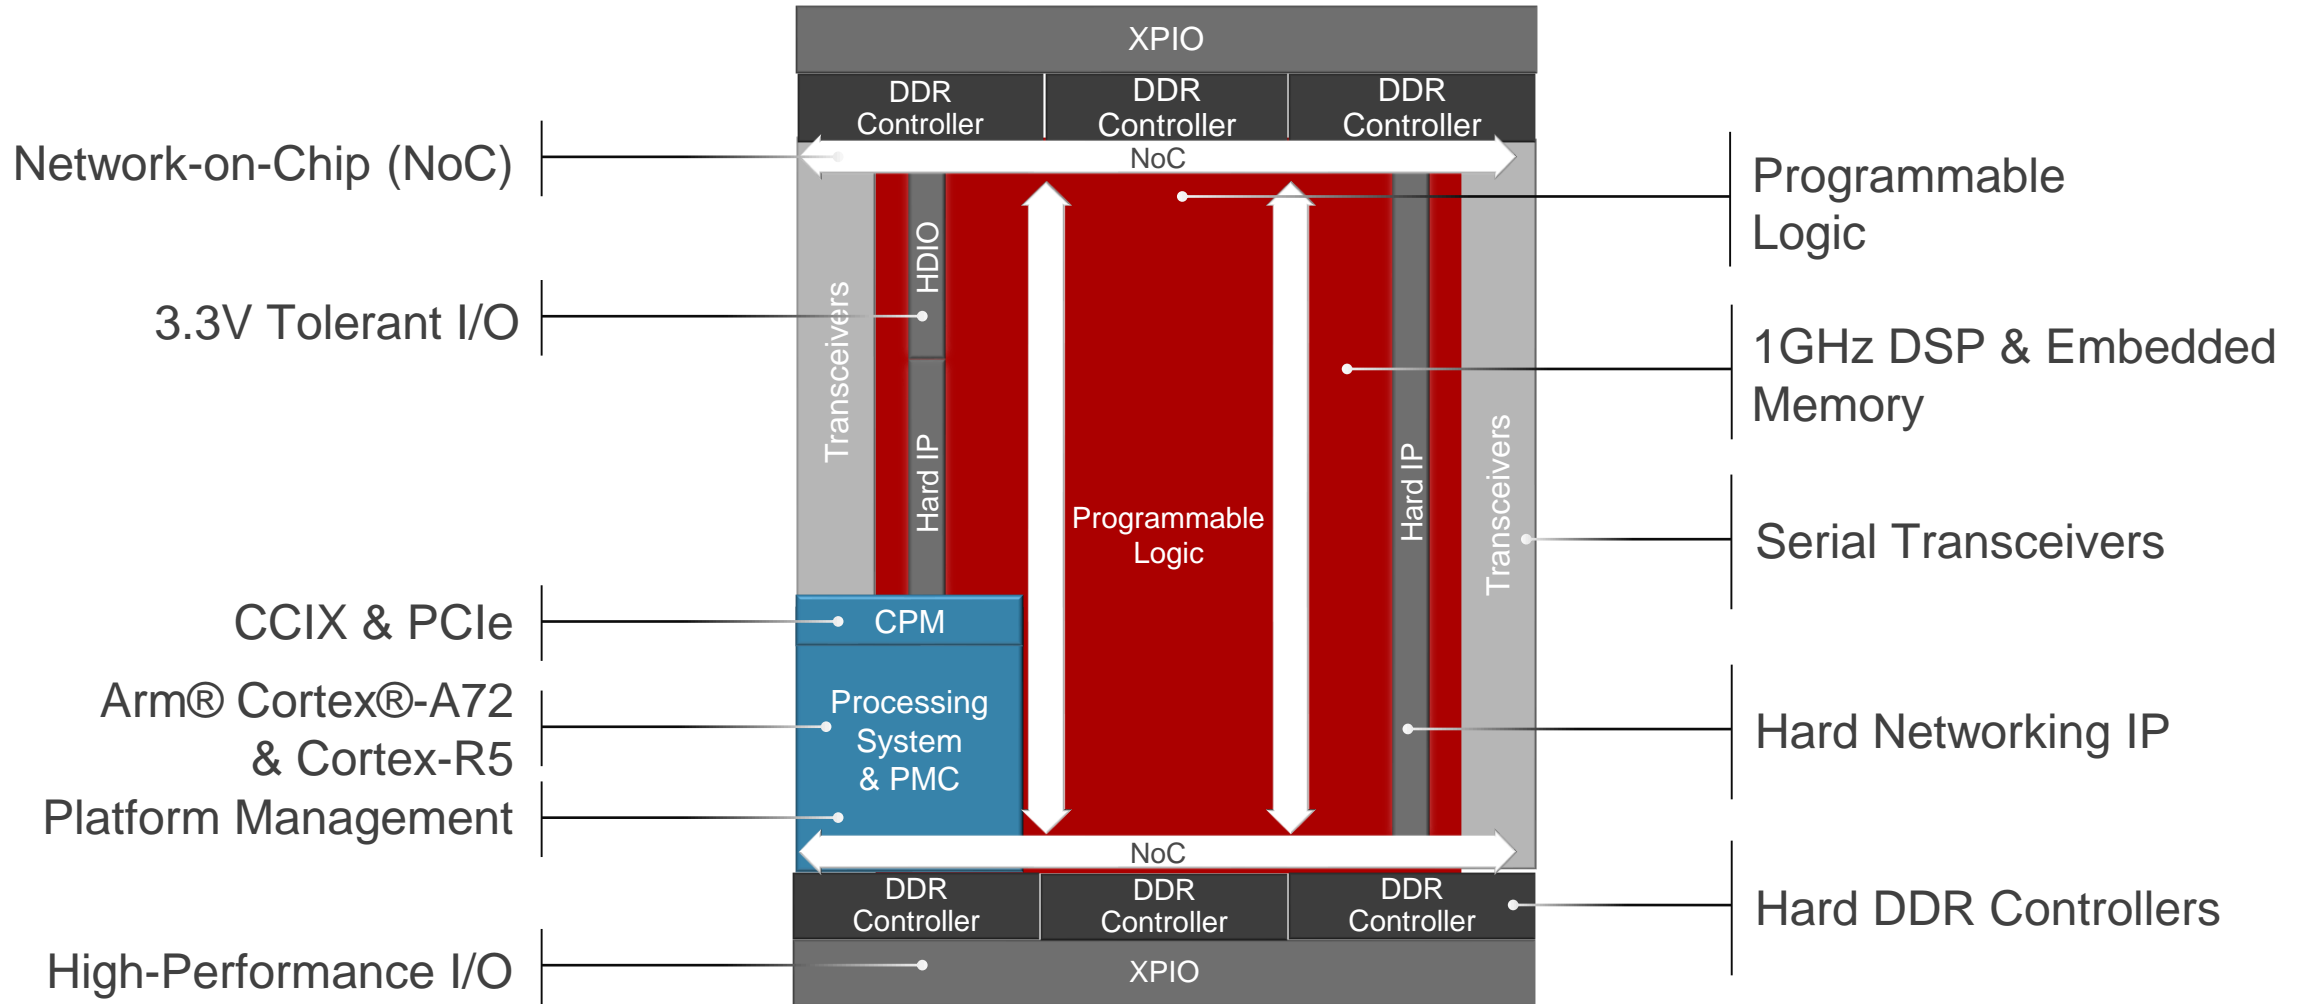 XPIO
DDR
Controller
DDR
Controller
DDR
Controller
NoC
Network-on-Chip (NoC)
3.3V Tolerant I/O
CCIX & PCIe
Arm® Cortex®-A72
& Cortex-R5
Platform Management
High-Performance I/O
Transceivers
HDIO
Hard IP
CPM
Processing
System
& PMC
Programmable
Logic
Hard IP
Transceivers
NoC
DDR
Controller
DDR
Controller
DDR
Controller
XPIO
Programmable
Logic
1GHz DSP & Embedded
Memory
Serial Transceivers
Hard Networking IP
Hard DDR Controllers